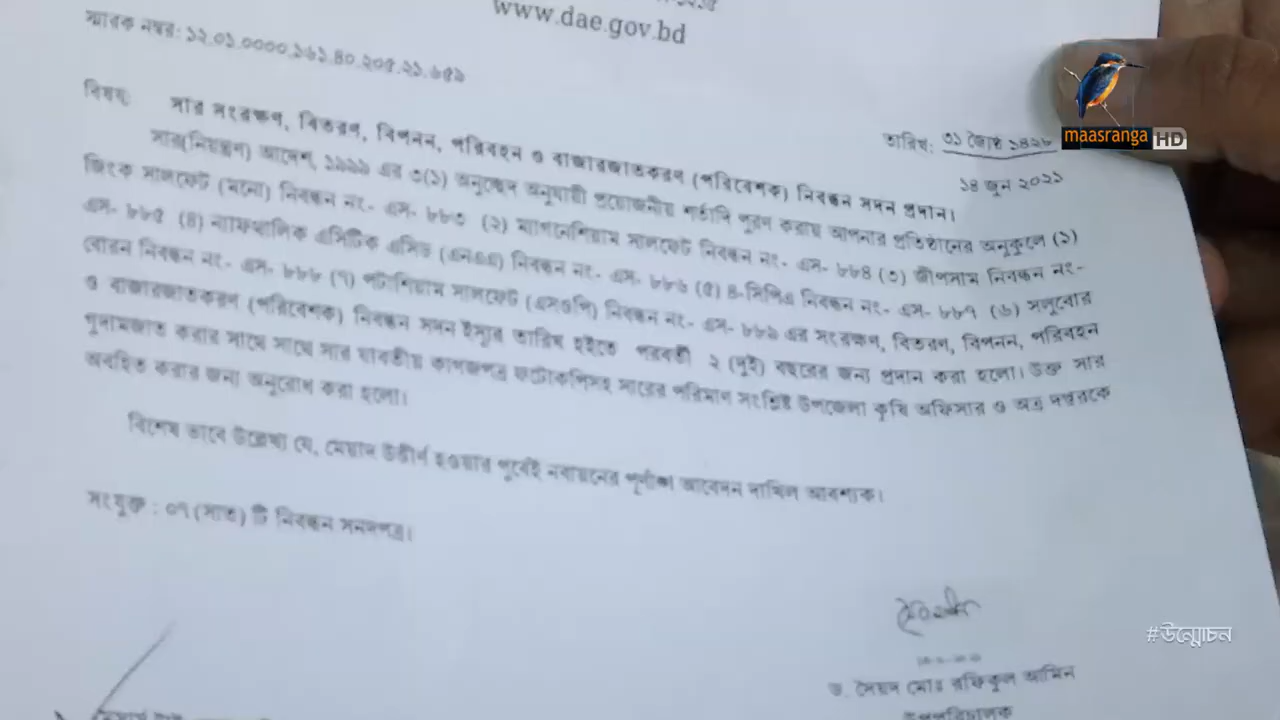 www.dae.gov.bd
স্মারক নম্বর: ১২.০১.০০০০.১৬১.৪০.২০৫.২১.৬৫৯
তারিখ: ৩১ জ্যৈষ্ঠ ১৪২৮
১৪ জুন ২০২১
বিষয়: সার সংরক্ষণ, বিতরণ, বিপনন, পরিবহন ও বাজারজাতকরণ (পরিবেশক) নিবন্ধন সনদ প্রদান।
সার(নিয়ন্ত্রণ) আদেশ, ১৯৯৯ এর ৩(১) অনুচ্ছেদ অনুযায়ী প্রয়োজনীয় শর্তাদি পুরণ করায় আপনার প্রতিষ্ঠানের অনুকুলে (১)
জিংক সালফেট (মনো) নিবন্ধন নং- এস- ৮৮৩ (২) ম্যাগনেশিয়াম সালফেট নিবন্ধন নং- এস- ৮৮৪ (৩) জীপসাম নিবন্ধন নং-
এস- ৮৮৫ (৪) ন্যাফথালিক এসিটিক এসিড (এনএএ) নিবন্ধন নং- এস- ৮৮৬ (৫) ৪-সিপিএ নিবন্ধন নং- এস- ৮৮৭ (৬) সলুবোর
বোরন নিবন্ধন নং- এস- ৮৮৮ (৭) পটাশিয়াম সালফেট (এসওপি) নিবন্ধন নং- এস- ৮৮৯ এর সংরক্ষণ, বিতরণ, বিপনন, পরিবহন
ও বাজারজাতকরণ (পরিবেশক) নিবন্ধন সনদ ইস্যুর তারিখ হইতে পরবর্তী ২ (দুই) বছরের জন্য প্রদান করা হলো। উক্ত সার
গুদামজাত করার সাথে সাথে সার যাবতীয় কাগজপত্র ফটোকপিসহ সারের পরিমাণ সংশ্লিষ্ট উপজেলা কৃষি অফিসার ও অত্র দপ্তরকে
অবহিত করার জন্য অনুরোধ করা হলো।
বিশেষ ভাবে উল্লেখ্য যে, মেয়াদ উত্তীর্ণ হওয়ার পূর্বেই নবায়নের পূর্ণাঙ্গ আবেদন দাখিল আবশ্যক।
সংযুক্ত : ০৭ (সাত) টি নিবন্ধন সনদপত্র।
ড. সৈয়দ মোঃ রফিকুল আমিন
উপপরিচালক
maasranga HD
#উন্মোচন